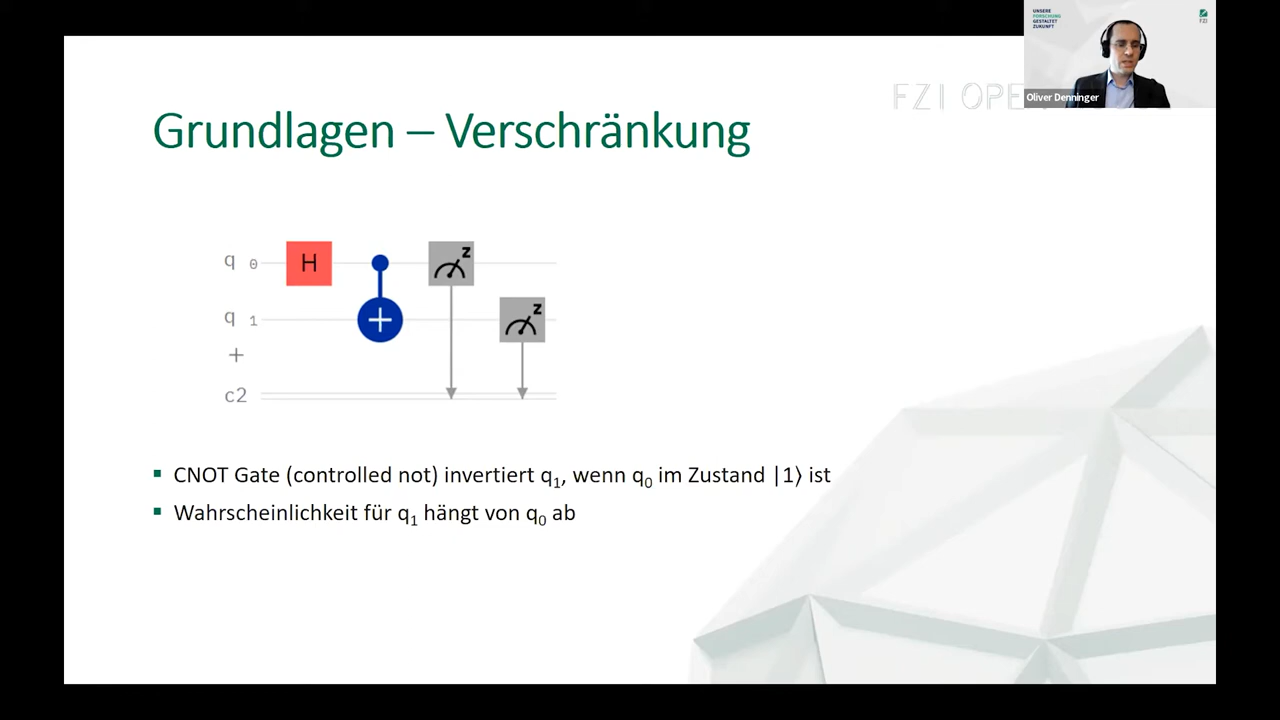 UNSERE
FORSCHUNG
GESTALTET
ZUKUNFT
FZI
Oliver Denninger
FZI OPE
Grundlagen – Verschränkung
H
z
q 0
z
q 1
+
c2
CNOT Gate (controlled not) invertiert q₁, wenn q₀ im Zustand |1⟩ ist
Wahrscheinlichkeit für q₁ hängt von q₀ ab